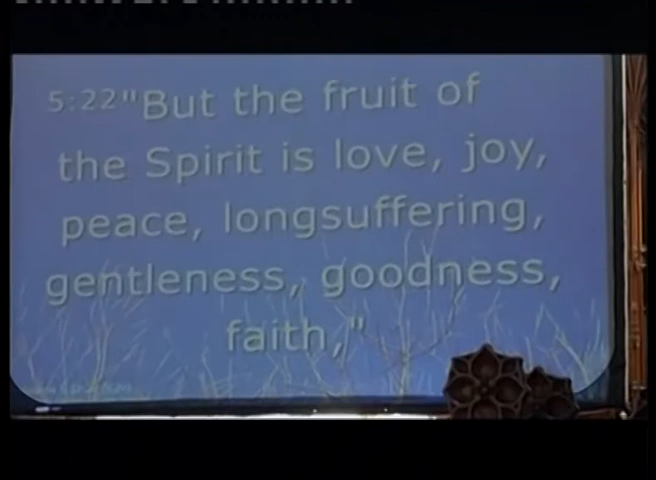 5:22"But the fruit of
the Spirit is love, joy,
peace, longsuffering,
gentleness, goodness,
faith,"